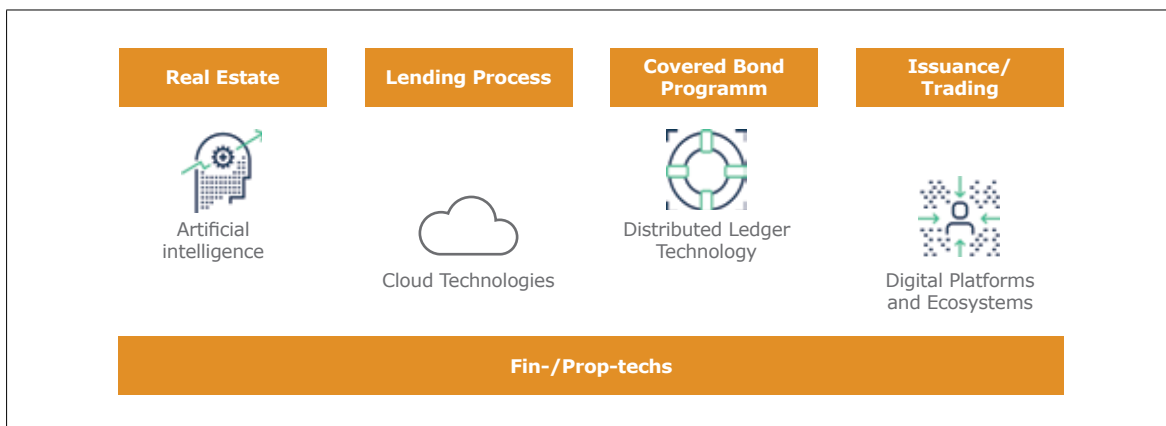 Real Estate
Lending Process
Covered Bond
Programm
Issuance/
Trading
Artificial
intelligence
Cloud Technologies
Distributed Ledger
Technology
Digital Platforms
and Ecosystems
Fin-/Prop-techs